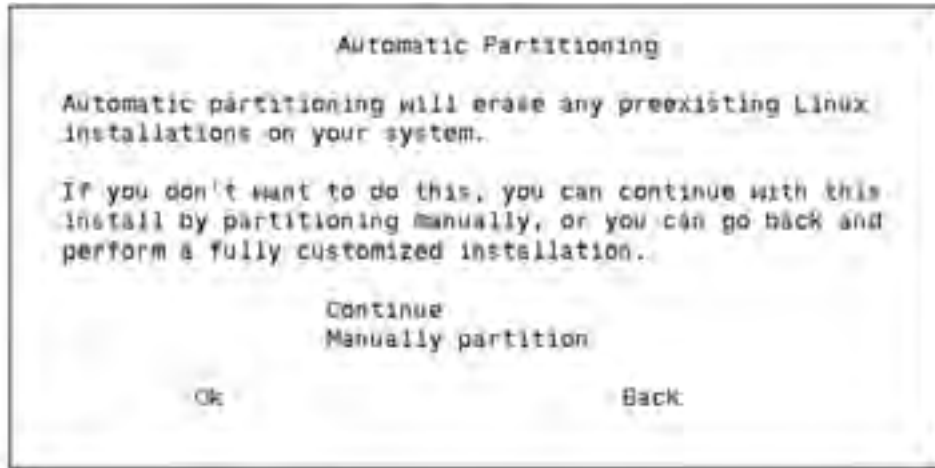 Automatic Partitioning
Automatic partitioning will erase any preexisting Linux
installations on your system.
If you don't want to do this, you can continue with this
install by partitioning manually, or you can go back and
perform a fully customized installation.
Continue
Manually partition
Ok Back